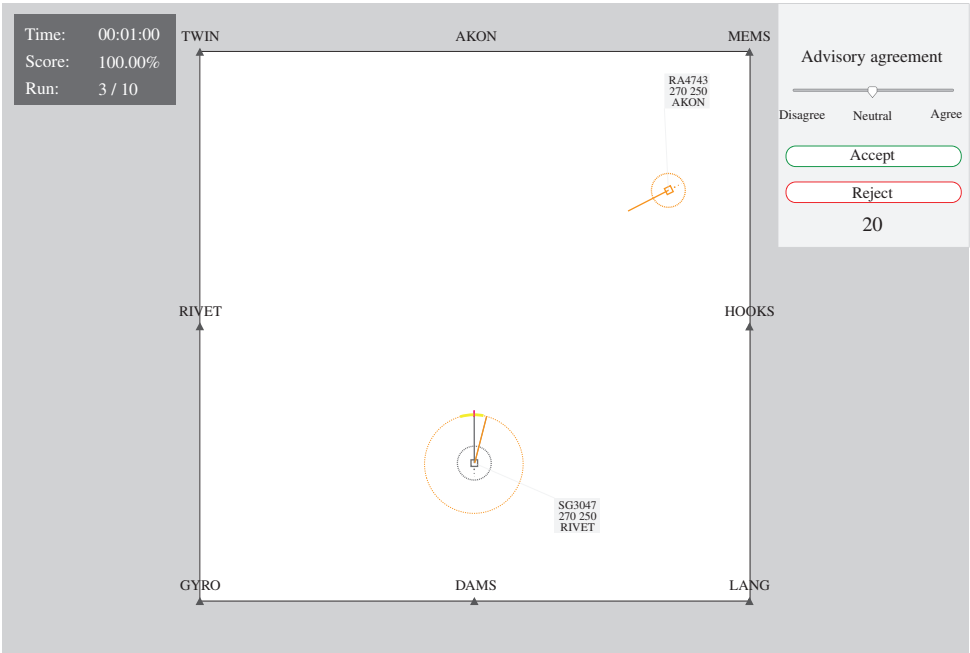 Time: 00:01:00
Score: 100.00%
Run: 3 / 10
TWIN
AKON
MEMS
RA4743
270 250
AKON
Advisory agreement
Disagree
Neutral
Agree
Accept
Reject
20
RIVET
HOOKS
SG3047
270 250
RIVET
GYRO
DAMS
LANG